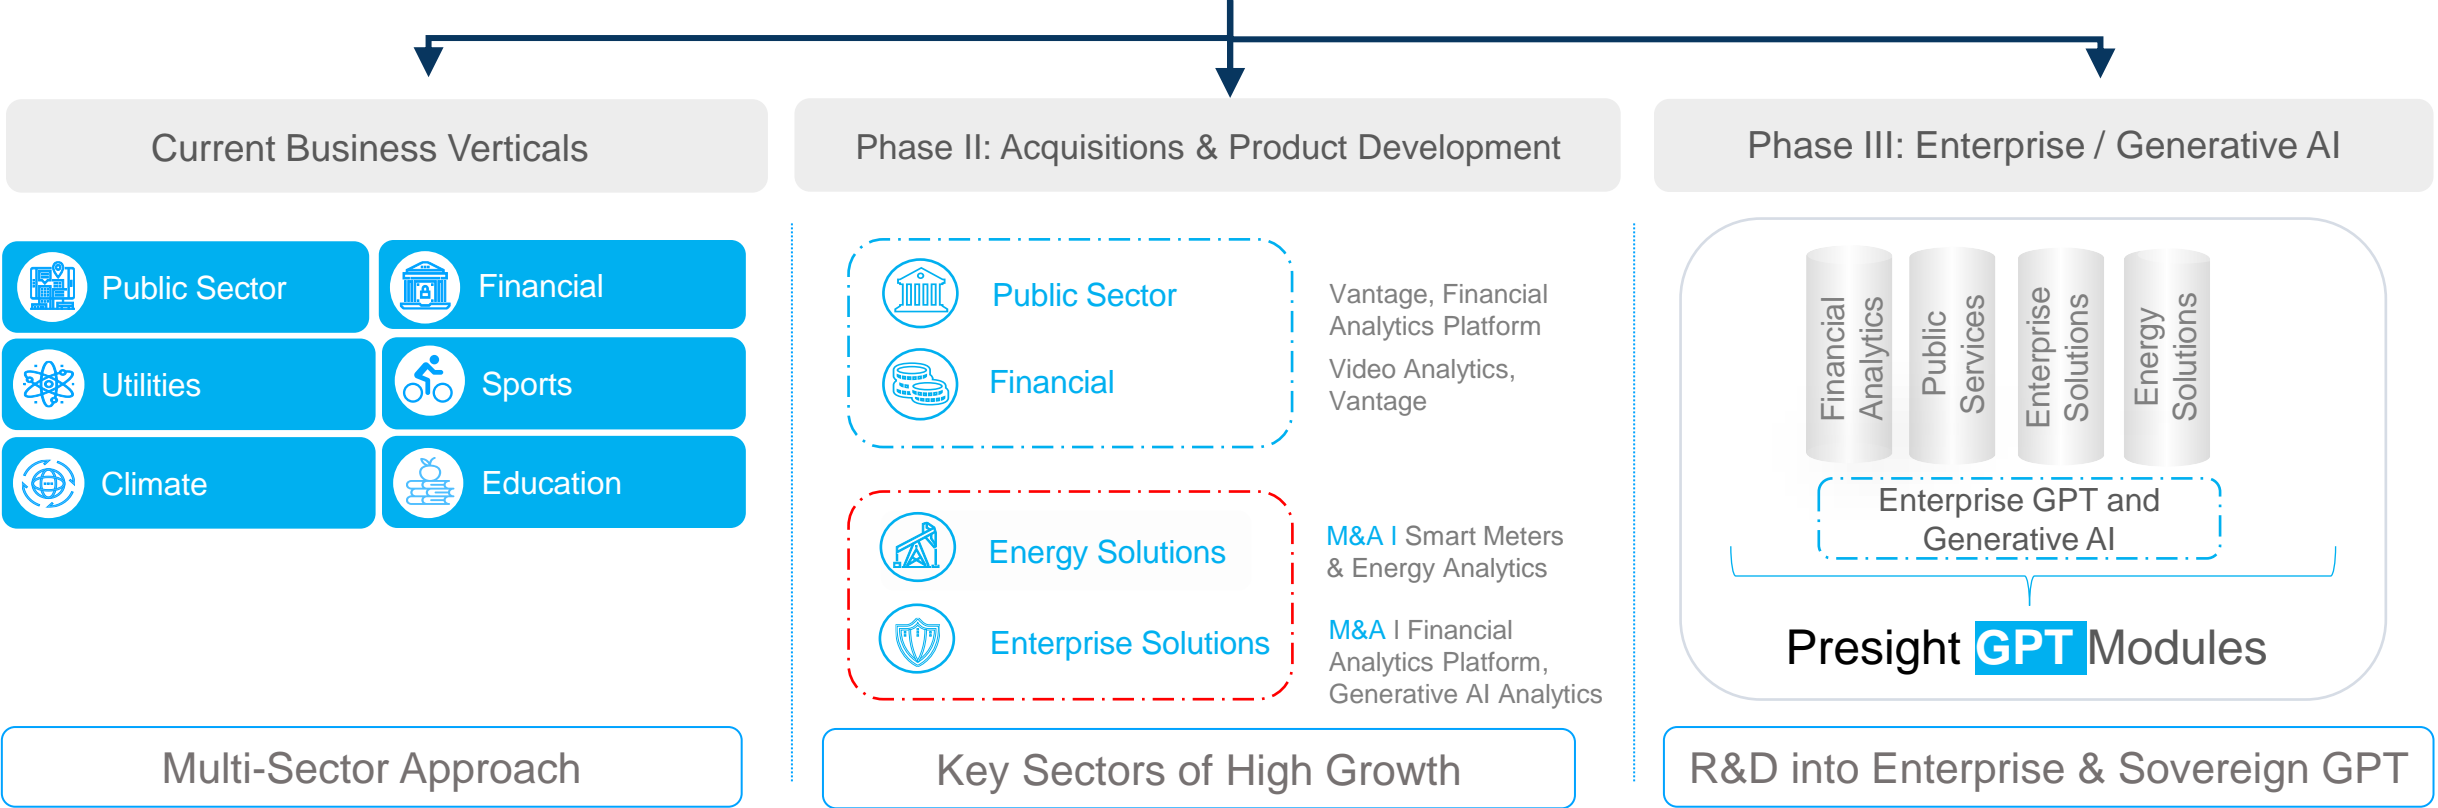 Current Business Verticals
Public Sector
Financial
Utilities
Sports
Climate
Education
Multi-Sector Approach
Phase II: Acquisitions & Product Development
Public Sector
Vantage, Financial
Analytics Platform
Financial
Video Analytics,
Vantage
Energy Solutions
M&A I Smart Meters
& Energy Analytics
Enterprise Solutions
M&A I Financial
Analytics Platform,
Generative AI Analytics
Key Sectors of High Growth
Phase III: Enterprise / Generative AI
Financial
Analytics
Public
Services
Enterprise
Solutions
Energy
Solutions
Enterprise GPT and
Generative AI
Presight GPT Modules
R&D into Enterprise & Sovereign GPT